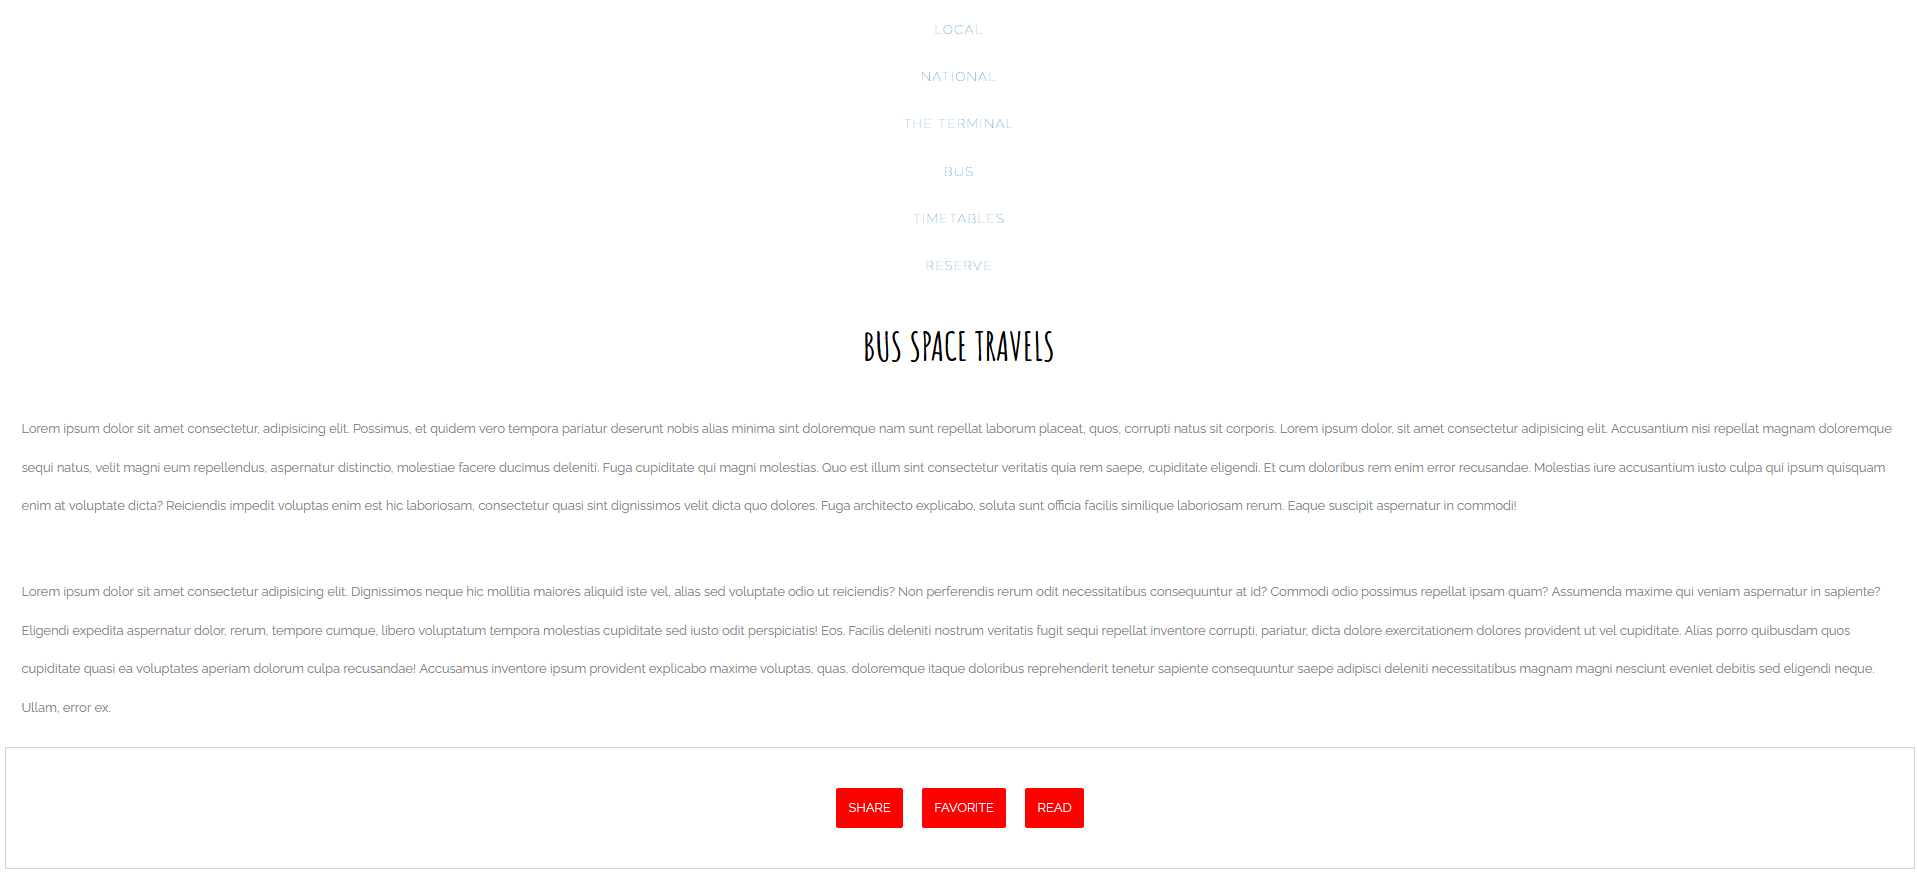 LOCAL
NATIONAL
THE TERMINAL
BUS
TIMETABLES
RESERVE
BUS SPACE TRAVELS
Lorem ipsum dolor sit amet consectetur, adipisicing elit. Possimus, et quidem vero tempora pariatur deserunt nobis alias minima sint doloremque nam sunt repellat laborum placeat, quos, corrupti natus sit corporis. Lorem ipsum dolor, sit amet consectetur adipisicing elit. Accusantium nisi repellat magnam doloremque
sequi natus, velit magni eum repellendus, aspernatur distinctio, molestiae facere ducimus deleniti. Fuga cupiditate qui magni molestias. Quo est illum sint consectetur veritatis quia rem saepe, cupiditate eligendi. Et cum doloribus rem enim error recusandae. Molestias iure accusantium iusto culpa qui ipsum quisquam
enim at voluptate dicta? Reiciendis impedit voluptas enim est hic laboriosam, consectetur quasi sint dignissimos velit dicta quo dolores. Fuga architecto explicabo, soluta sunt officia facilis similique laboriosam rerum. Eaque suscipit aspernatur in commodi!
Lorem ipsum dolor sit amet consectetur adipisicing elit. Dignissimos neque hic mollitia maiores aliquid iste vel, alias sed voluptate odio ut reiciendis? Non perferendis rerum odit necessitatibus consequuntur at id? Commodi odio possimus repellat ipsam quam? Assumenda maxime qui veniam aspernatur in sapiente?
Eligendi expedita aspernatur dolor, rerum, tempore cumque, libero voluptatum tempora molestias cupiditate sed iusto odit perspiciatis! Eos. Facilis deleniti nostrum veritatis fugit sequi repellat inventore corrupti, pariatur, dicta dolore exercitationem dolores provident ut vel cupiditate. Alias porro quibusdam quos
cupiditate quasi ea voluptates aperiam dolorum culpa recusandae! Accusamus inventore ipsum provident explicabo maxime voluptas, quas, doloremque itaque doloribus reprehenderit tenetur sapiente consequuntur saepe adipisci deleniti necessitatibus magnam magni nesciunt eveniet debitis sed eligendi neque.
Ullam, error ex.
SHARE FAVORITE READ